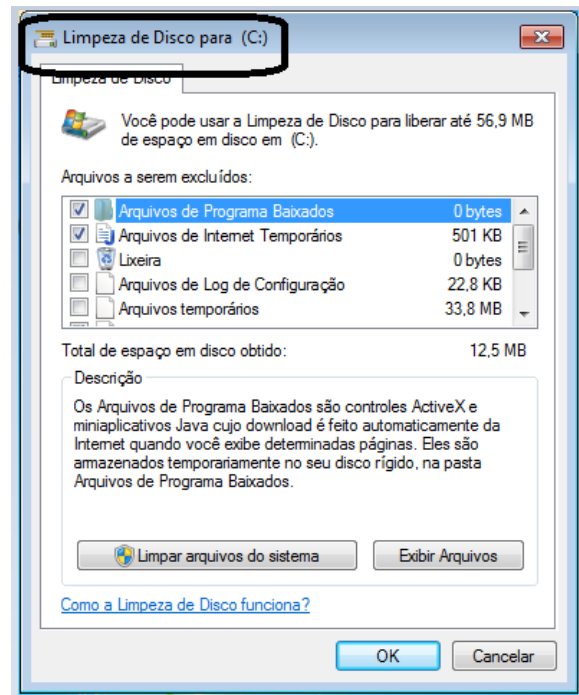 Limpeza de Disco para (C:)
Limpeza de Disco
Você pode usar a Limpeza de Disco para liberar até 56,9 MB
de espaço em disco em (C:).
Arquivos a serem excluídos:
Arquivos de Programa Baixados 0 bytes
Arquivos de Internet Temporários 501 KB
Lixeira 0 bytes
Arquivos de Log de Configuração 22,8 KB
Arquivos temporários 33,8 MB
Total de espaço em disco obtido: 12,5 MB
Descrição
Os Arquivos de Programa Baixados são controles ActiveX e
miniaplicativos Java cujo download é feito automaticamente da
Internet quando você exibe determinadas páginas. Eles são
armazenados temporariamente no seu disco rígido, na pasta
Arquivos de Programa Baixados.
Limpar arquivos do sistema Exibir Arquivos
Como a Limpeza de Disco funciona?
OK Cancelar